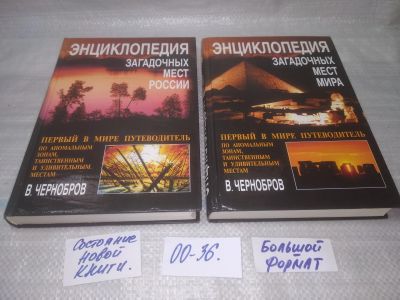 ЭНЦИКЛОПЕДИЯ
ЗАГАДОЧНЫХ
МЕСТ
РОССИИ
ПЕРВЫЙ В МИРЕ ПУТЕВОДИТЕЛЬ
ПО АНОМАЛЬНЫМ
ЗОНАМ,
ТАИНСТВЕННЫМ
И УДИВИТЕЛЬНЫМ
МЕСТАМ
В. ЧЕРНОБРОВ
ЭНЦИКЛОПЕДИЯ
ЗАГАДОЧНЫХ
МЕСТ
МИРА
ПЕРВЫЙ В МИРЕ ПУТЕВОДИТЕЛЬ
ПО АНОМАЛЬНЫМ
ЗОНАМ,
ТАИНСТВЕННЫМ
И УДИВИТЕЛЬНЫМ
МЕСТАМ
В. ЧЕРНОБРОВ
Состояние
новой
книги.
00-36.
Большой
формат